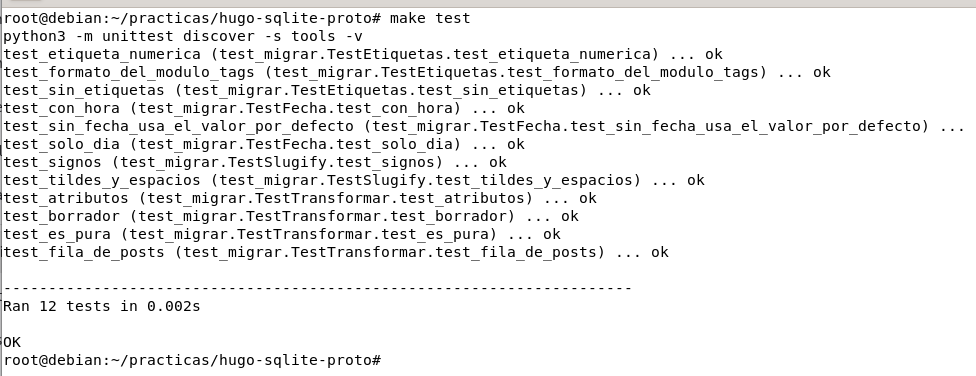 root@debian:~/practicas/hugo-sqlite-proto# make test
python3 -m unittest discover -s tools -v
test_etiqueta_numerica (test_migrar.TestEtiquetas.test_etiqueta_numerica) ... ok
test_formato_del_modulo_tags (test_migrar.TestEtiquetas.test_formato_del_modulo_tags) ... ok
test_sin_etiquetas (test_migrar.TestEtiquetas.test_sin_etiquetas) ... ok
test_con_hora (test_migrar.TestFecha.test_con_hora) ... ok
test_sin_fecha_usa_el_valor_por_defecto (test_migrar.TestFecha.test_sin_fecha_usa_el_valor_por_defecto) ...
test_solo_dia (test_migrar.TestFecha.test_solo_dia) ... ok
test_signos (test_migrar.TestSlugify.test_signos) ... ok
test_tildes_y_espacios (test_migrar.TestSlugify.test_tildes_y_espacios) ... ok
test_atributos (test_migrar.TestTransformar.test_atributos) ... ok
test_borrador (test_migrar.TestTransformar.test_borrador) ... ok
test_es_pura (test_migrar.TestTransformar.test_es_pura) ... ok
test_fila_de_posts (test_migrar.TestTransformar.test_fila_de_posts) ... ok
----------------------------------------------------------------------
Ran 12 tests in 0.002s
OK
root@debian:~/practicas/hugo-sqlite-proto#